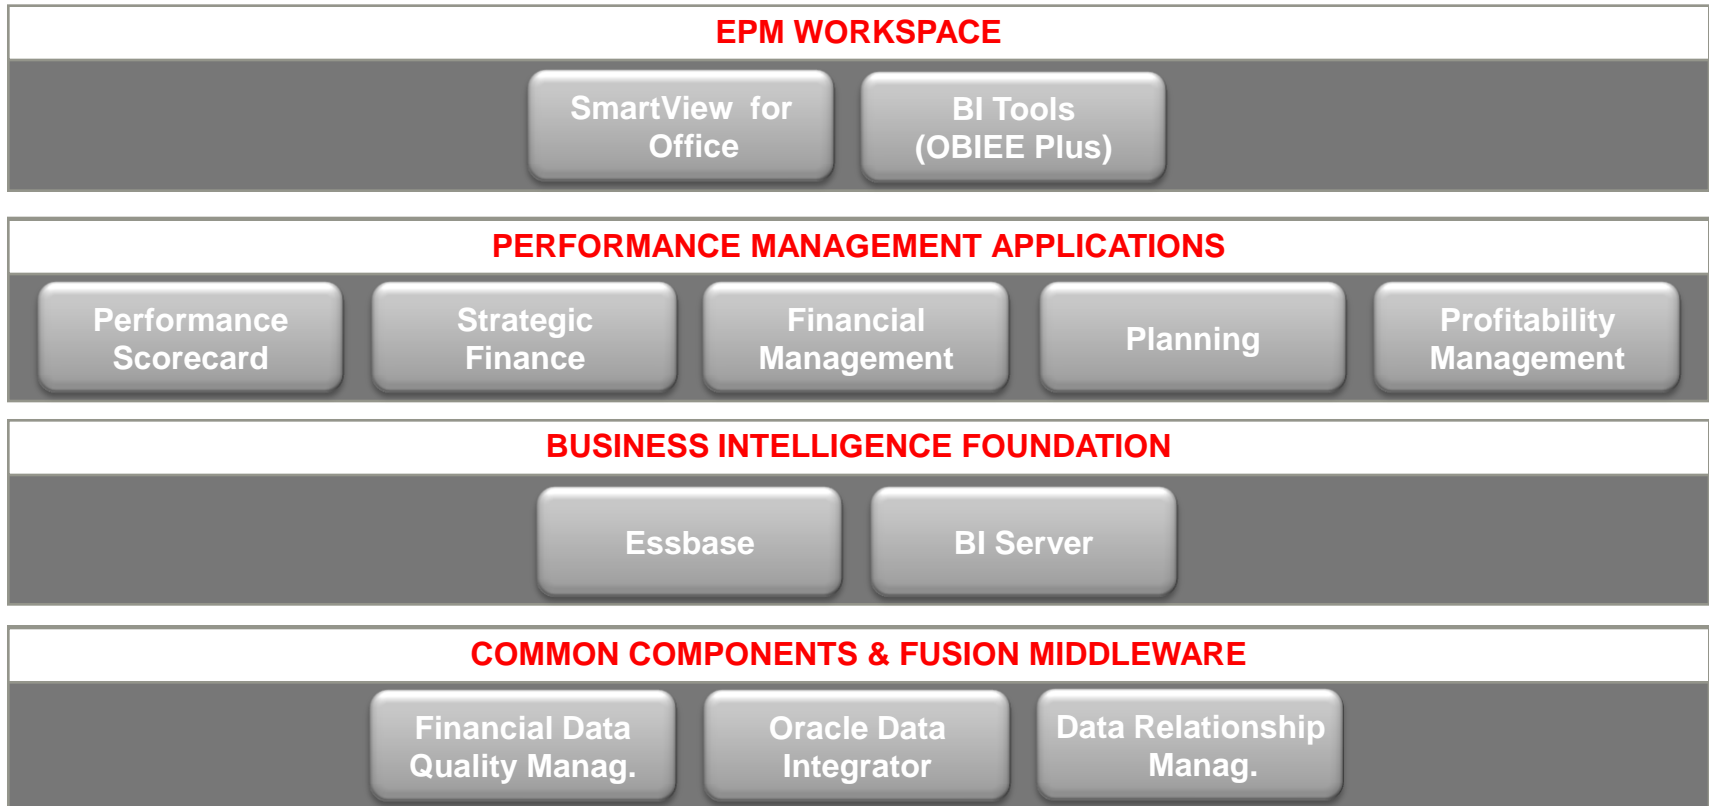 EPM WORKSPACE
SmartView for
Office
BI Tools
(OBIEE Plus)
PERFORMANCE MANAGEMENT APPLICATIONS
Performance
Scorecard
Strategic
Finance
Financial
Management
Planning
Profitability
Management
BUSINESS INTELLIGENCE FOUNDATION
Essbase
BI Server
COMMON COMPONENTS & FUSION MIDDLEWARE
Financial Data
Quality Manag.
Oracle Data
Integrator
Data Relationship
Manag.